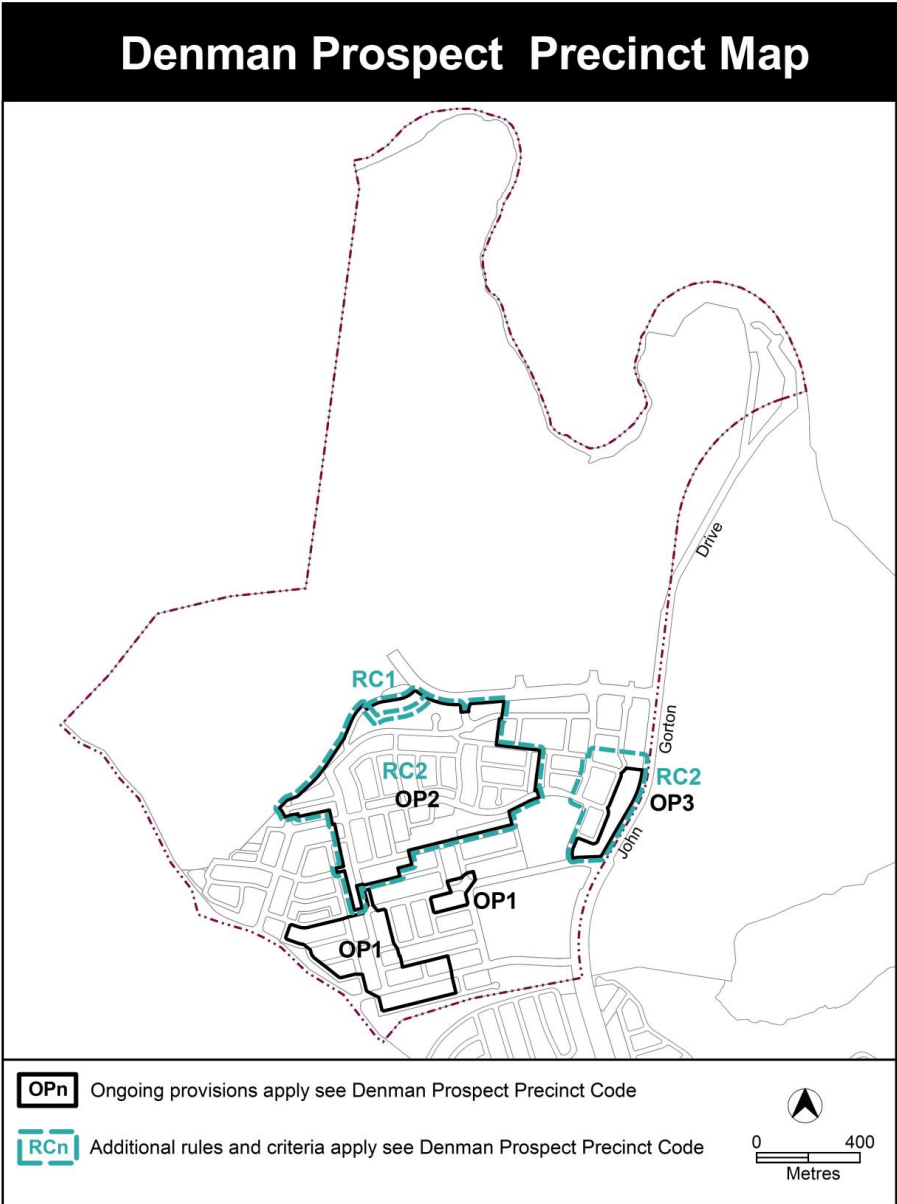 Denman Prospect Precinct Map
Drive
RC1
Gorton
RC2
RC2
OP2
OP3
John
OP1
OP1
OPn Ongoing provisions apply see Denman Prospect Precinct Code
RCn Additional rules and criteria apply see Denman Prospect Precinct Code
0 400
Metres